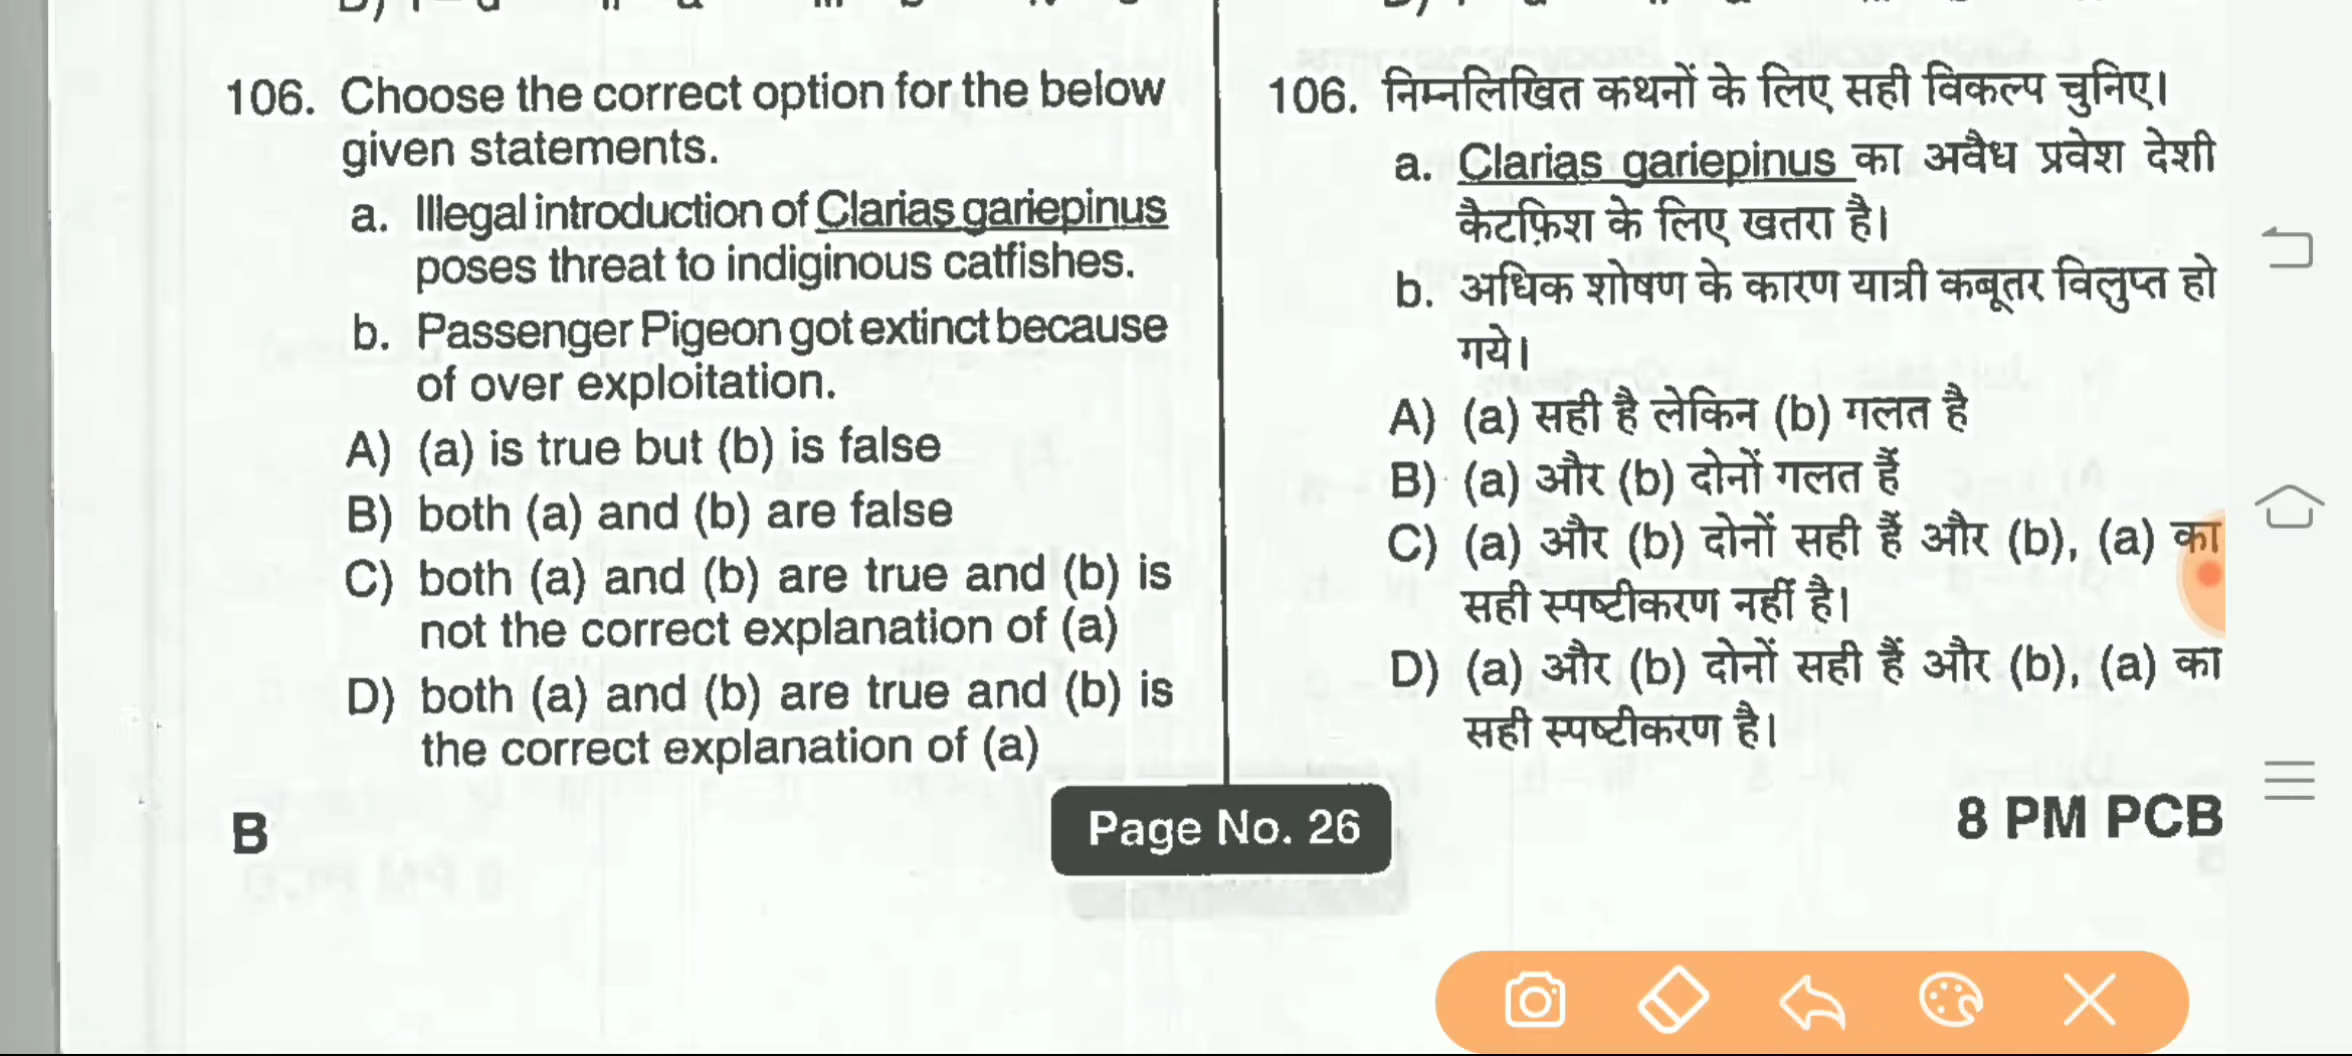 106. Choose the correct option for the below
given statements.
a. Illegal introduction of Clarias gariepinus
poses threat to indiginous catfishes.
b. Passenger Pigeon got extinct because
of over exploitation.
A) (a) is true but (b) is false
B) both (a) and (b) are false
C) both (a) and (b) are true and (b) is
not the correct explanation of (a)
D) both (a) and (b) are true and (b) is
the correct explanation of (a)
106. निम्नलिखित कथनों के लिए सही विकल्प चुनिए।
a. Clarias gariepinus का अवैध प्रवेश देशी
कैटफ़िश के लिए खतरा है।
b. अधिक शोषण के कारण यात्री कबूतर विलुप्त हो
गये।
A) (a) सही है लेकिन (b) गलत है
B) (a) और (b) दोनों गलत हैं
C) (a) और (b) दोनों सही हैं और (b), (a) का
सही स्पष्टीकरण नहीं है।
D) (a) और (b) दोनों सही हैं और (b), (a) का
सही स्पष्टीकरण है।
B
Page No. 26
8 PM PCB